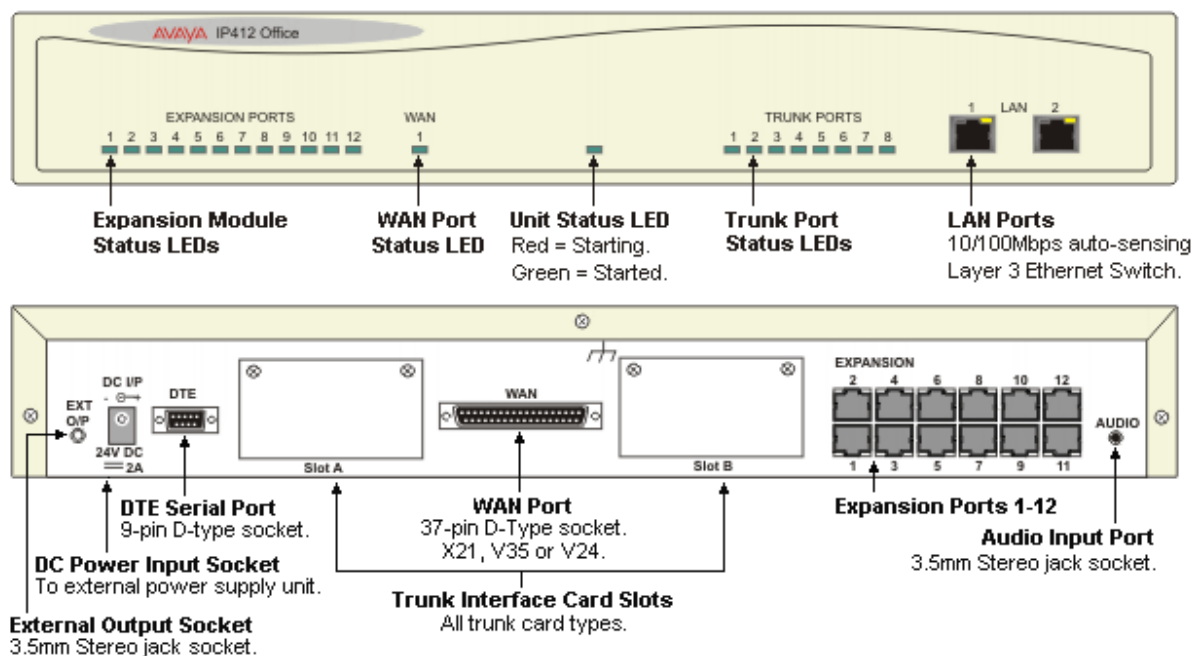 AVAYA IP412 Office
EXPANSION PORTS
1 2 3 4 5 6 7 8 9 10 11 12
WAN
1
TRUNK PORTS
1 2 3 4 5 6 7 8
1 LAN 2
Expansion Module
Status LEDs
WAN Port
Status LED
Unit Status LED
Red = Starting.
Green = Started.
Trunk Port
Status LEDs
LAN Ports
10/100Mbps auto-sensing
Layer 3 Ethernet Switch.
EXT
O/P
DC I/P
- +
24V DC
2A
DTE
Slot A
WAN
Slot B
EXPANSION
2 4 6 8 10 12
1 3 5 7 9 11
AUDIO
DTE Serial Port
9-pin D-type socket.
DC Power Input Socket
To external power supply unit.
External Output Socket
3.5mm Stereo jack socket.
WAN Port
37-pin D-Type socket.
X21, V35 or V24.
Trunk Interface Card Slots
All trunk card types.
Expansion Ports 1-12
Audio Input Port
3.5mm Stereo jack socket.